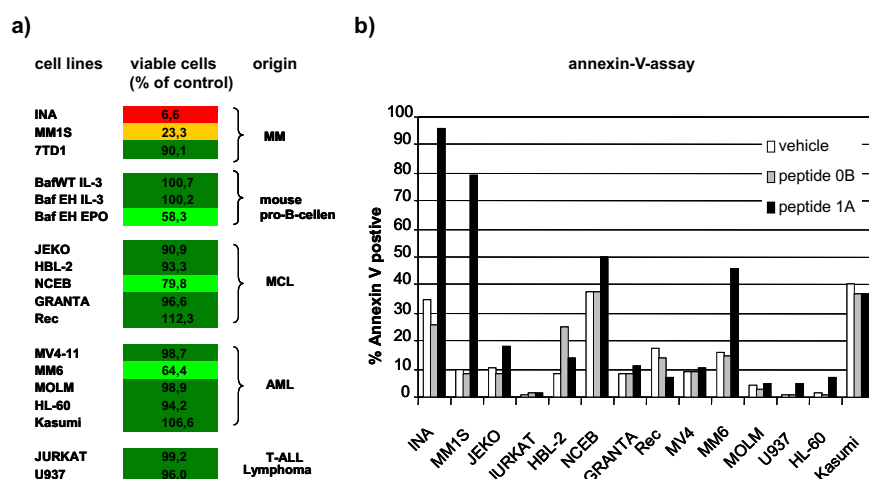 a)
cell lines viable cells origin
(% of control)
INA 6,6
MM1S 23,3 MM
7TD1 90,1
BafWT IL-3 100,7
Baf EH IL-3 100,2 mouse
Baf EH EPO 58,3 pro-B-cellen
JEKO 90,9
HBL-2 93,3
NCEB 79,8 MCL
GRANTA 96,6
Rec 112,3
MV4-11 98,7
MM6 64,4
MOLM 98,9 AML
HL-60 94,2
Kasumi 106,6
JURKAT 99,2 T-ALL
U937 96,0 Lymphoma
b)
annexin-V-assay
% Annexin V postive
100
90
80
70
60
50
40
30
20
10
0
vehicle
peptide 0B
peptide 1A
INA
MM1S
JEKO
IURKAT
HBL-2
NCEB
GRANTA
Rec
MV4
MM6
MOLM
U937
HL-60
Kasumi